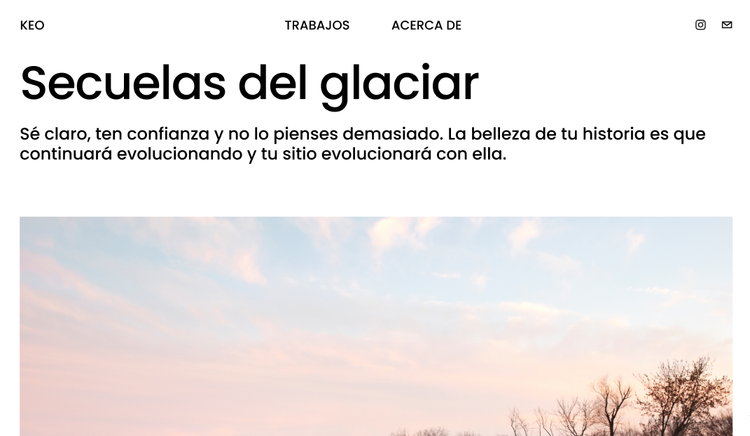 KEO
TRABAJOS
ACERCA DE
Secuelas del glaciar
Sé claro, ten confianza y no lo pienses demasiado. La belleza de tu historia es que
continuará evolucionando y tu sitio evolucionará con ella.